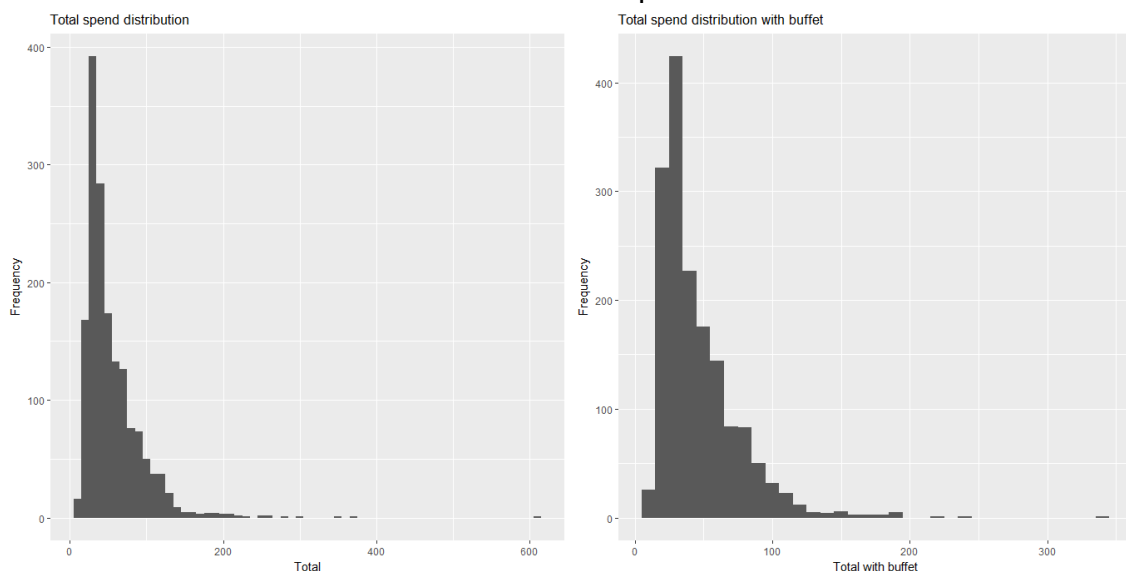 Total spend distribution
400
300
200
100
0
Frequency
0 200 400 600
Total
Total spend distribution with buffet
400
300
200
100
0
Frequency
0 100 200 300
Total with buffet